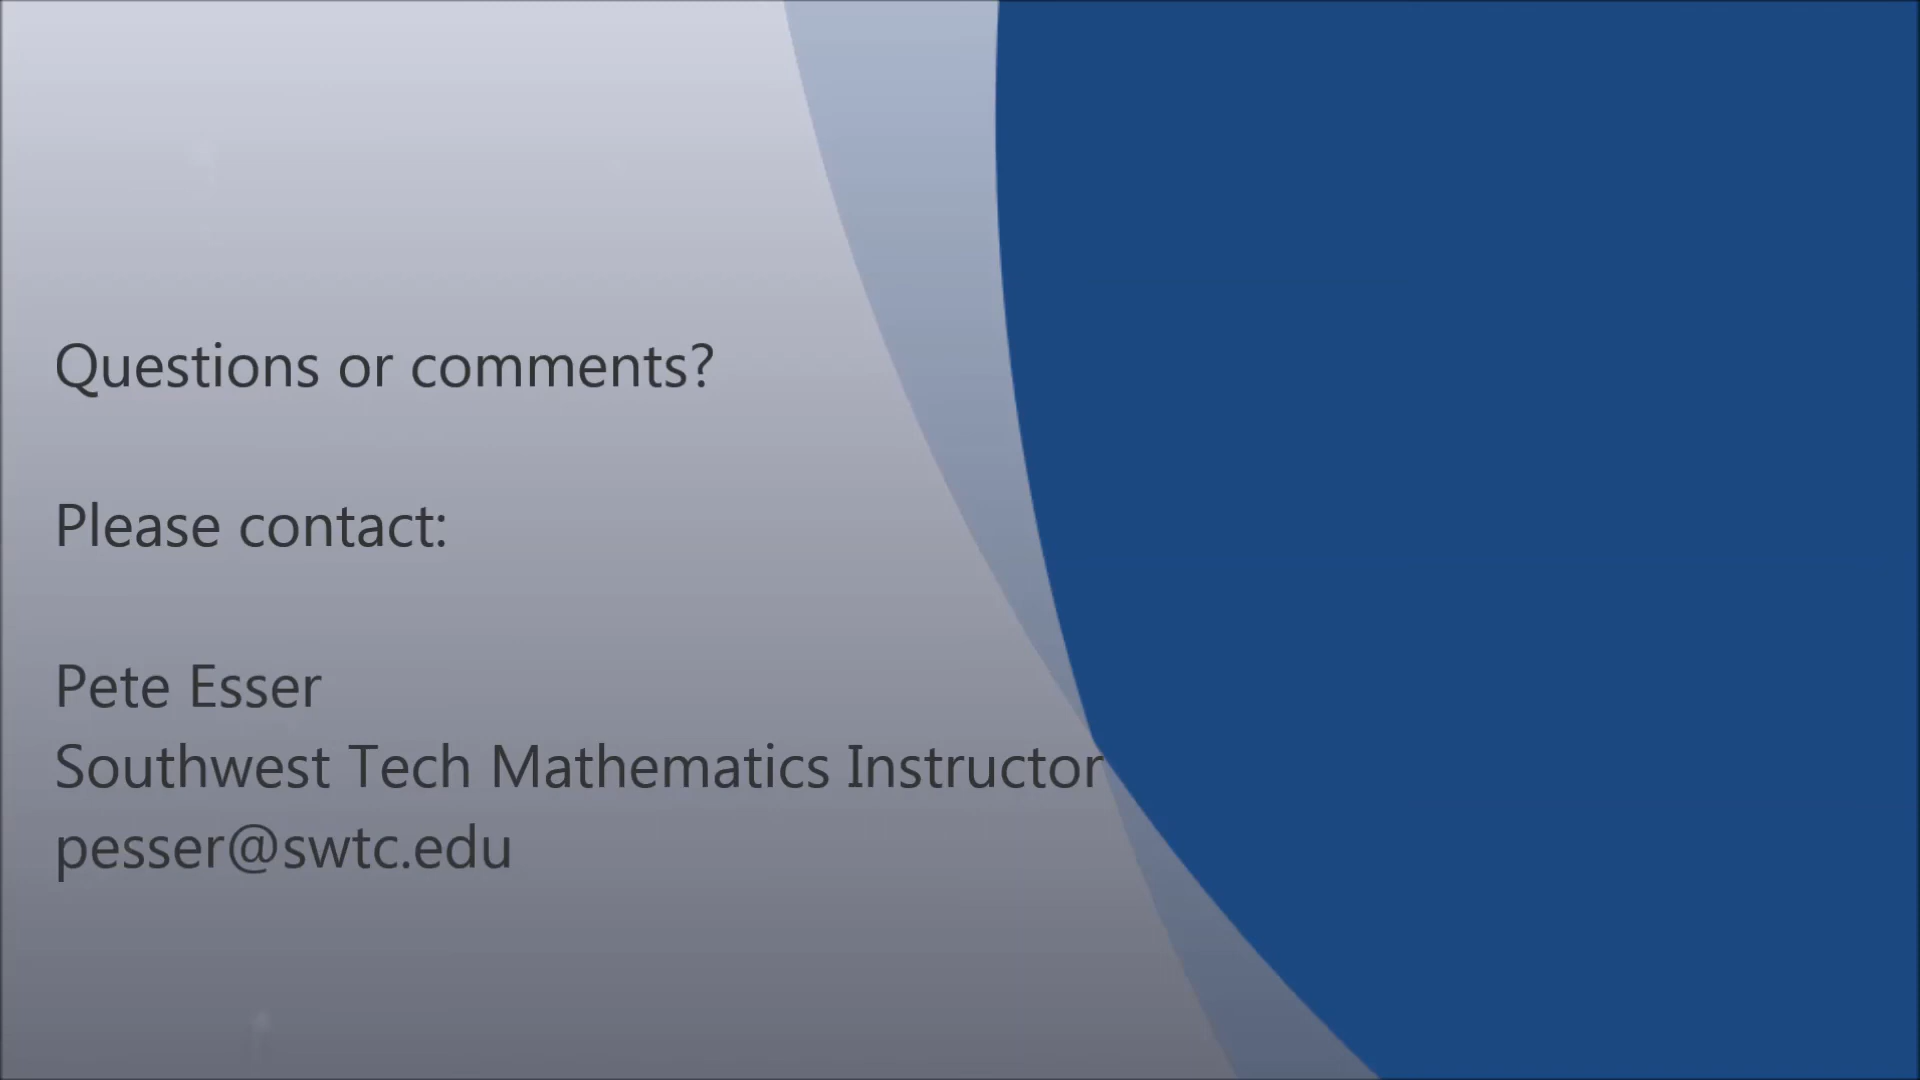 Questions or comments?
Please contact:
Pete Esser
Southwest Tech Mathematics Instructor
pesser@swtc.edu